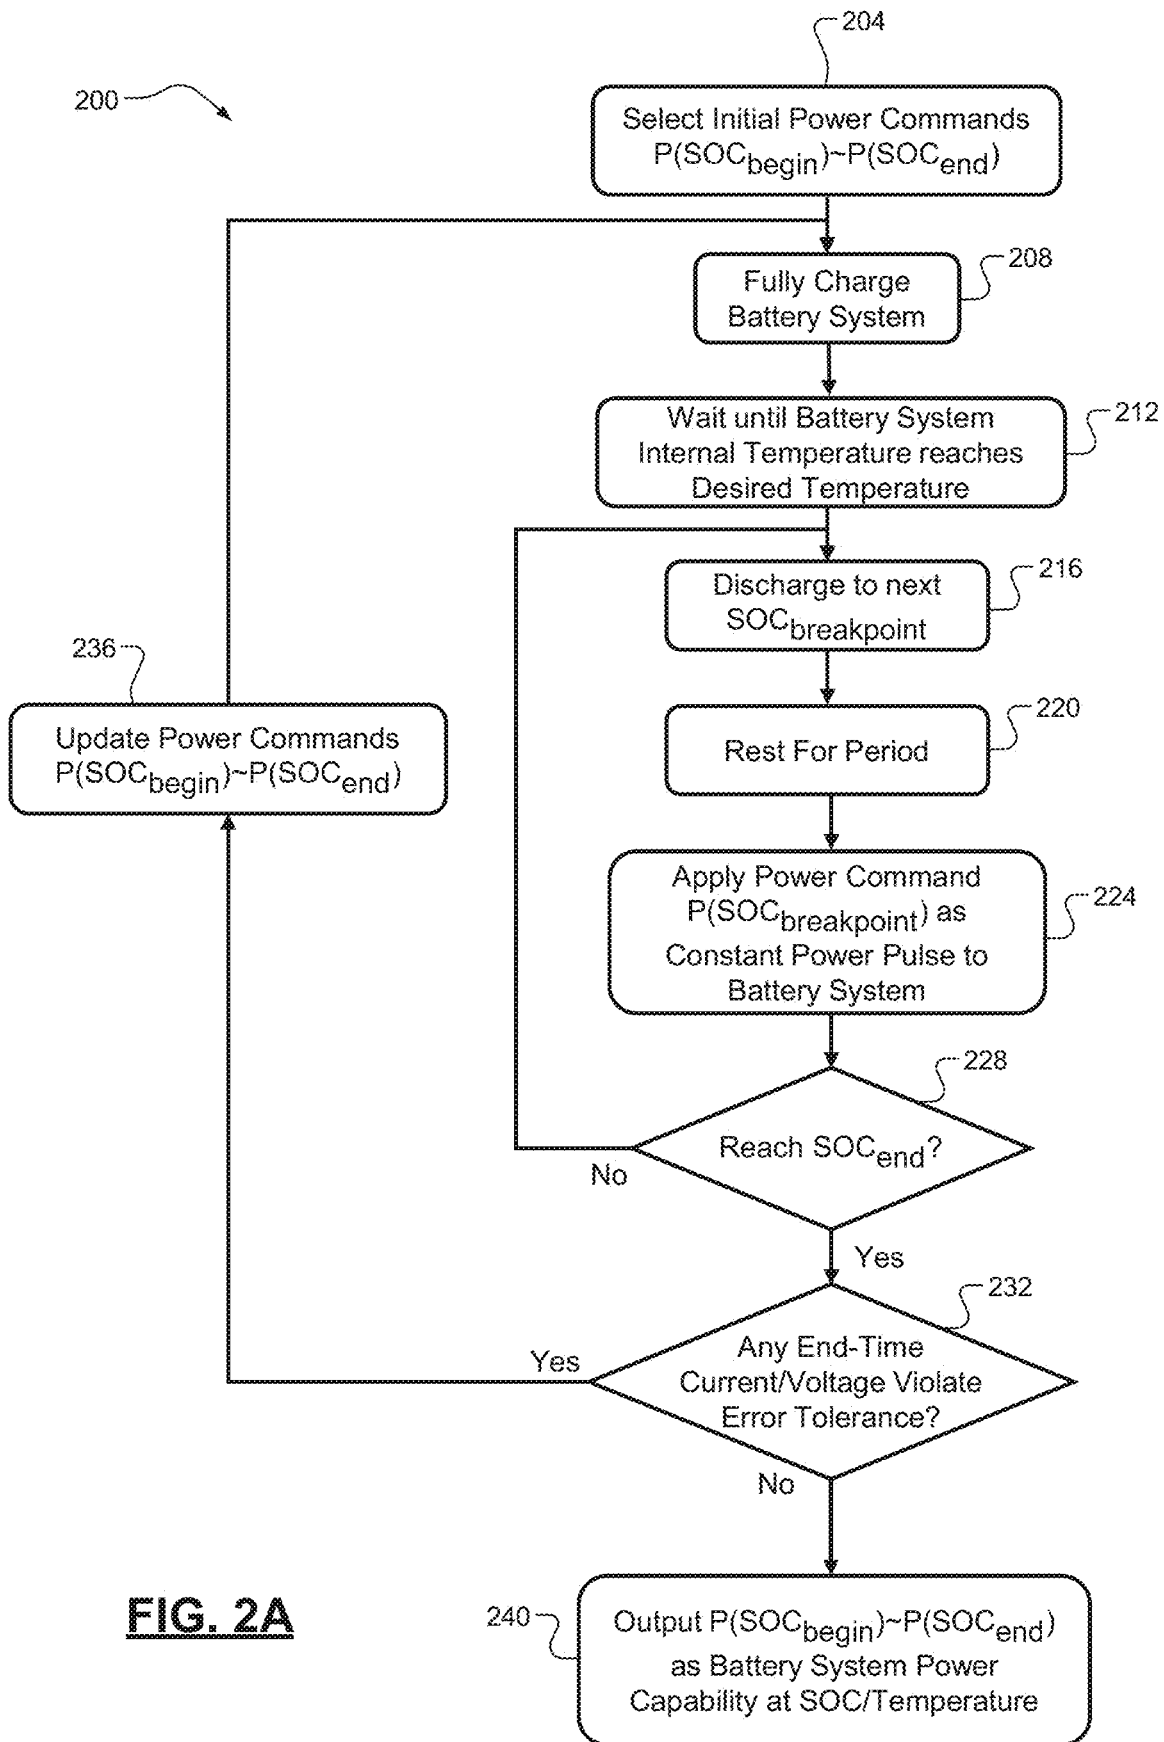 204
200
Select Initial Power Commands
P(SOCbegin)~P(SOCend)
208
Fully Charge
Battery System
212
Wait until Battery System
Internal Temperature reaches
Desired Temperature
216
Discharge to next
SOCbreakpoint
236
Update Power Commands
P(SOCbegin)~P(SOCend)
220
Rest For Period
224
Apply Power Command
P(SOCbreakpoint) as
Constant Power Pulse to
Battery System
228
Reach SOCend?
No
Yes
232
Any End-Time
Current/Voltage Violate
Error Tolerance?
Yes
No
FIG. 2A
240
Output P(SOCbegin)~P(SOCend)
as Battery System Power
Capability at SOC/Temperature